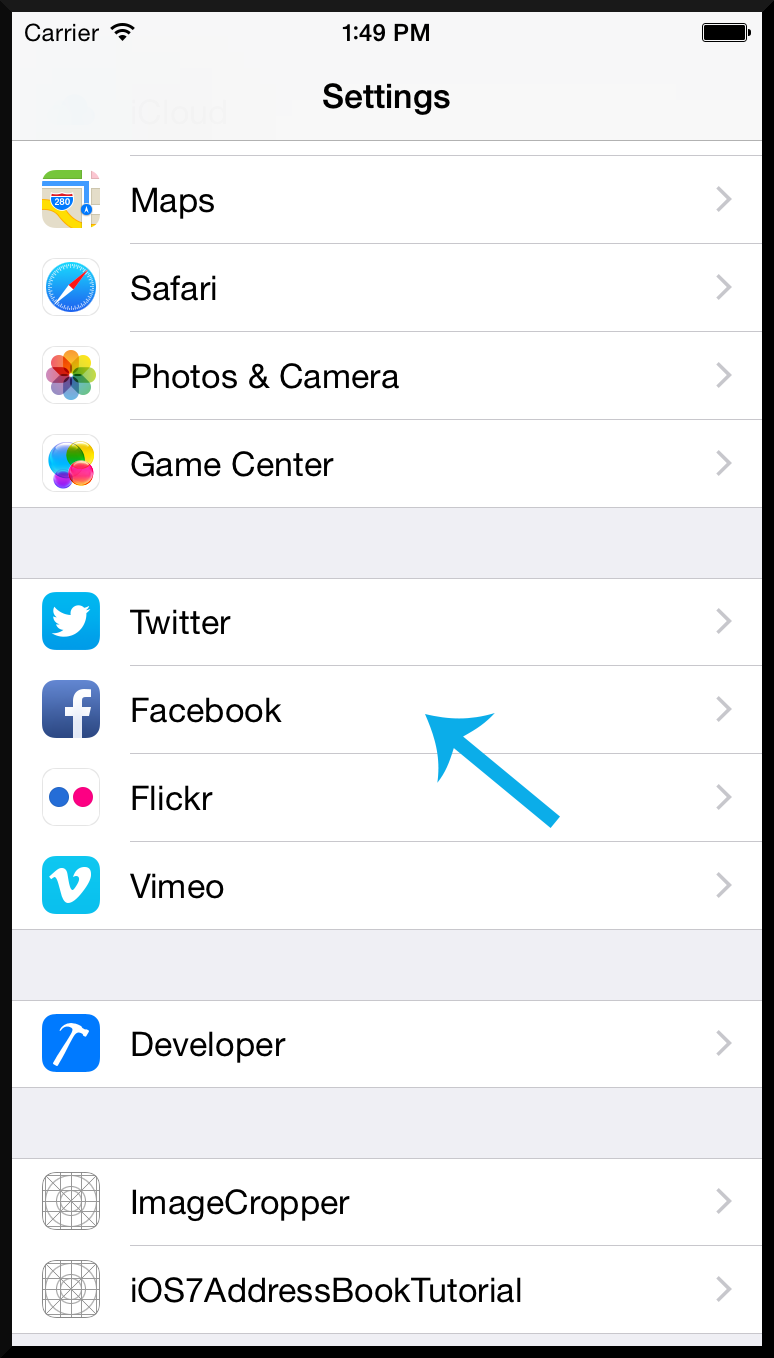 Carrier 1:49 PM
Settings
iCloud
Maps
280
Safari
Photos & Camera
Game Center
Twitter
Facebook
Flickr
Vimeo
Developer
ImageCropper
iOS7AddressBookTutorial